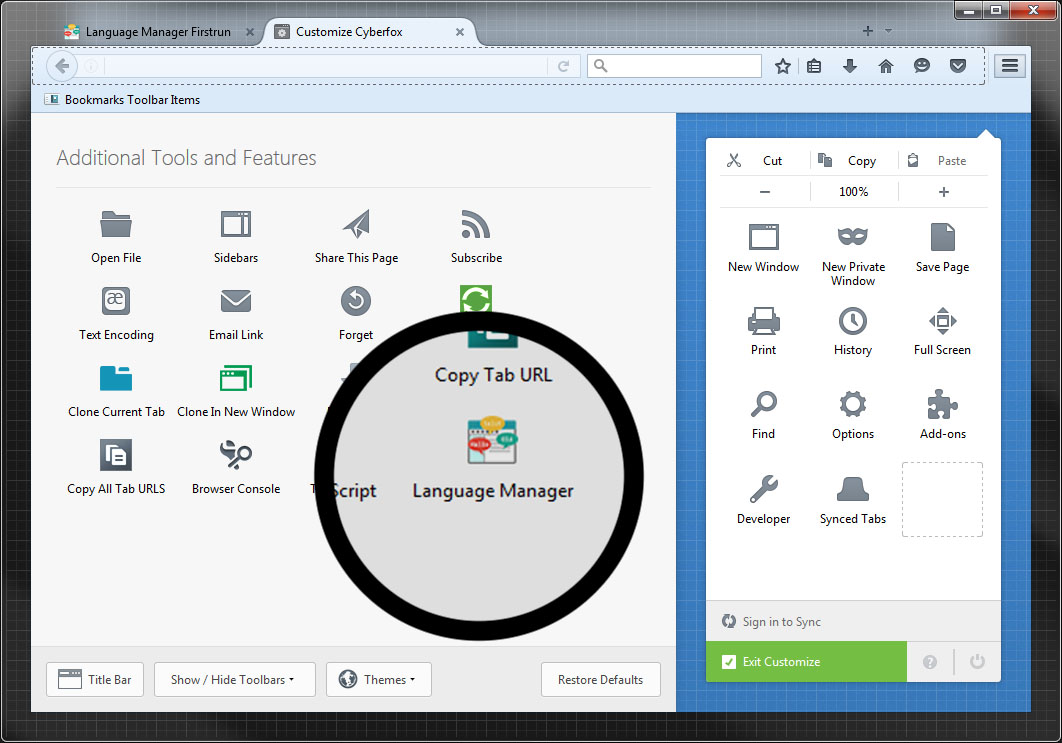 Language Manager Firstrun
Customize Cyberfox
Bookmarks Toolbar Items
Additional Tools and Features
Open File
Sidebars
Share This Page
Subscribe
Text Encoding
Email Link
Forget
Clone Current Tab
Clone In New Window
Copy Tab URL
Copy All Tab URLS
Browser Console
Script
Language Manager
Cut
Copy
Paste
100%
New Window
New Private
Window
Save Page
Print
History
Full Screen
Find
Options
Add-ons
Developer
Synced Tabs
Sign in to Sync
Exit Customize
Title Bar
Show / Hide Toolbars
Themes
Restore Defaults